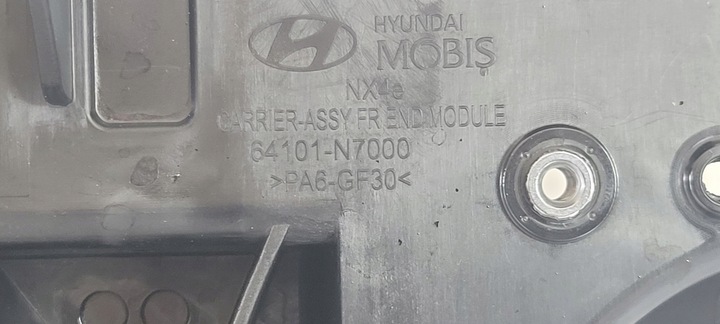 HYUNDAI
MOBIS
NX4e
CARRIER-ASSY FR END MODULE
64101-N7000
>PA6-GF30<